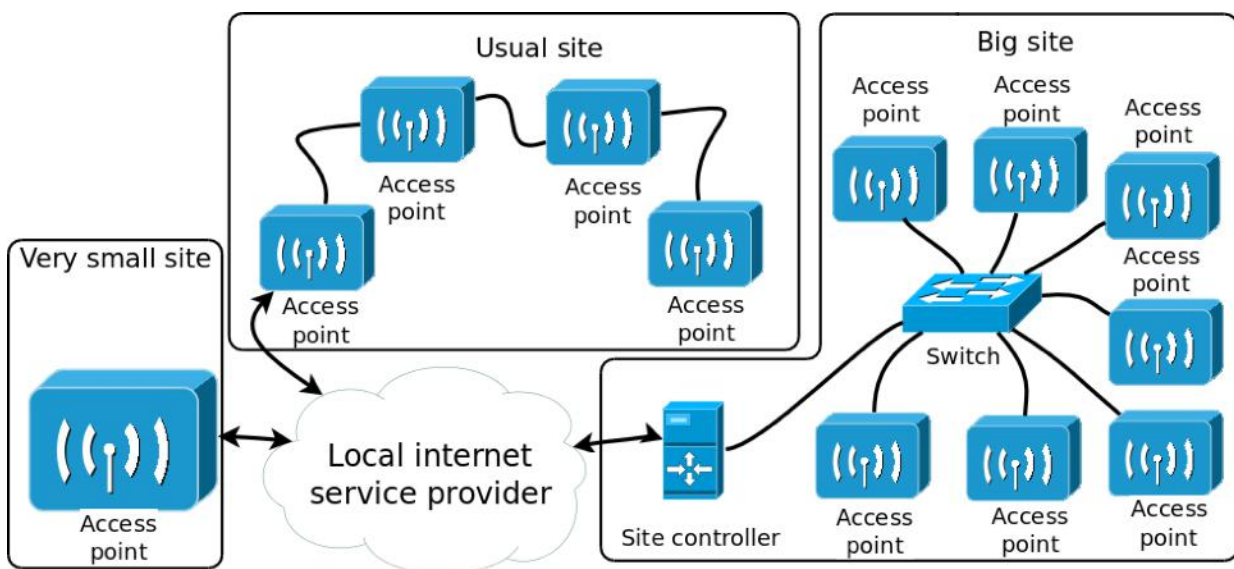 Usual site
Access
point
Access
point
Access
point
Access
point
Very small site
Access
point
Local internet
service provider
Big site
Access
point
Access
point
Access
point
Access
point
Switch
Site controller
Access
point
Access
point
Access
point